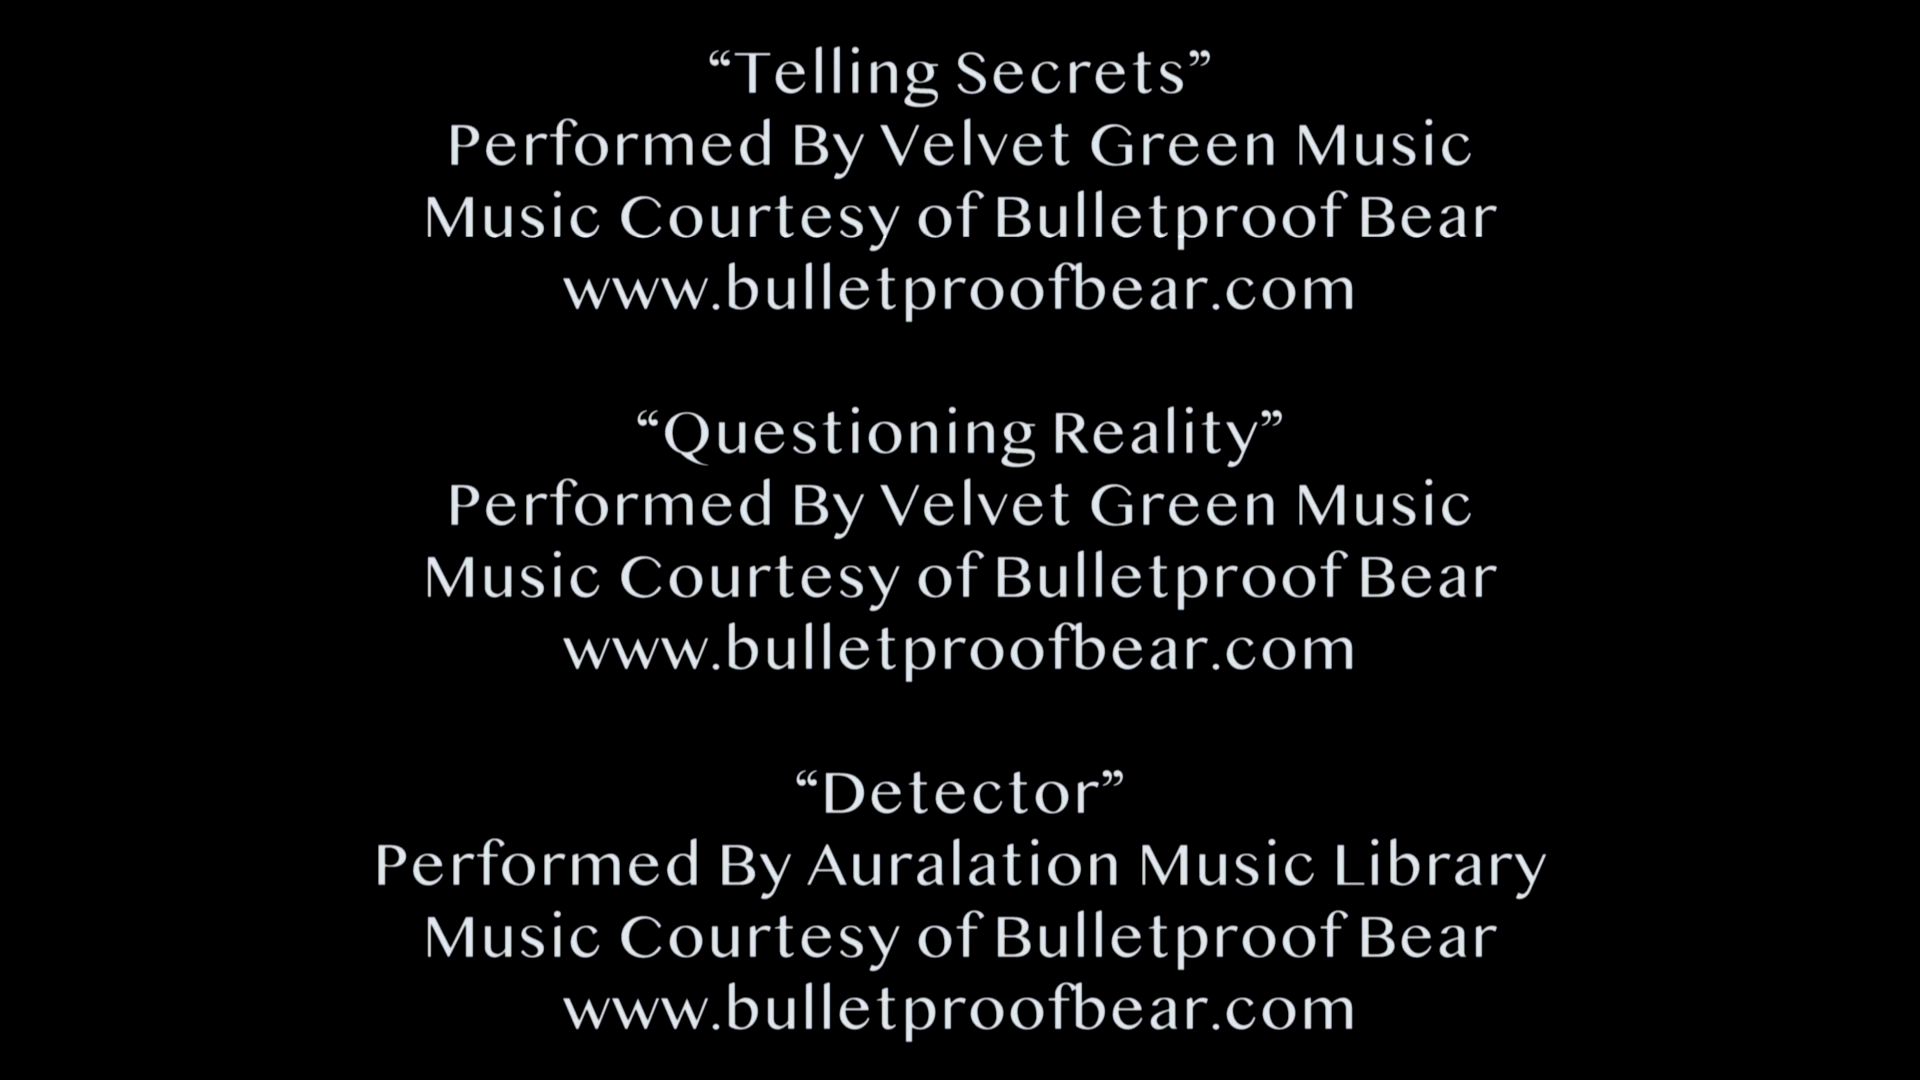 “Telling Secrets”
Performed By Velvet Green Music
Music Courtesy of Bulletproof Bear
www.bulletproofbear.com
“Questioning Reality”
Performed By Velvet Green Music
Music Courtesy of Bulletproof Bear
www.bulletproofbear.com
“Detector”
Performed By Auralation Music Library
Music Courtesy of Bulletproof Bear
www.bulletproofbear.com